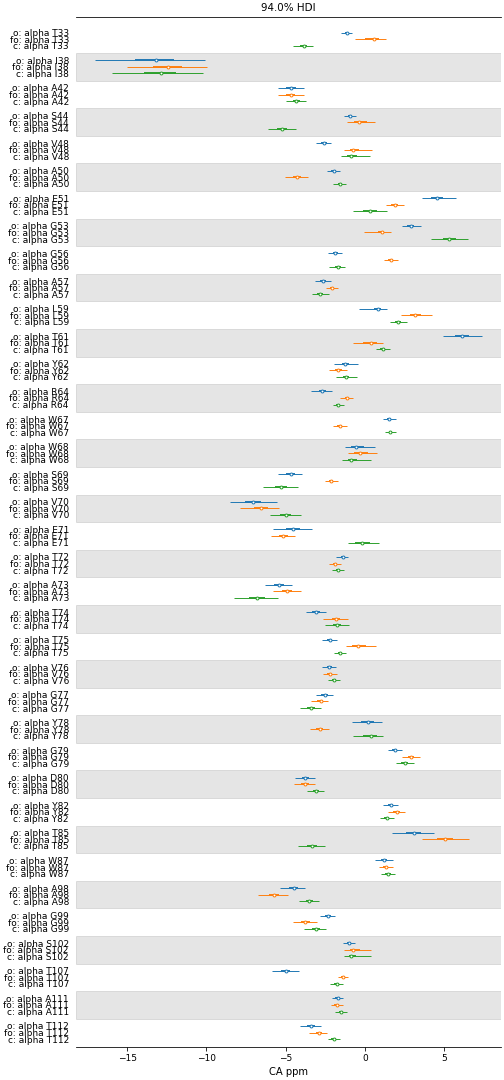 94.0% HDI
o: alpha T33
fo: alpha T33
c: alpha T33
o: alpha I38
fo: alpha I38
c: alpha I38
o: alpha A42
fo: alpha A42
c: alpha A42
o: alpha S44
fo: alpha S44
c: alpha S44
o: alpha V48
fo: alpha V48
c: alpha V48
o: alpha A50
fo: alpha A50
c: alpha A50
o: alpha E51
fo: alpha E51
c: alpha E51
o: alpha G53
fo: alpha G53
c: alpha G53
o: alpha G56
fo: alpha G56
c: alpha G56
o: alpha A57
fo: alpha A57
c: alpha A57
o: alpha L59
fo: alpha L59
c: alpha L59
o: alpha T61
fo: alpha T61
c: alpha T61
o: alpha Y62
fo: alpha Y62
c: alpha Y62
o: alpha R64
fo: alpha R64
c: alpha R64
o: alpha W67
fo: alpha W67
c: alpha W67
o: alpha W68
fo: alpha W68
c: alpha W68
o: alpha S69
fo: alpha S69
c: alpha S69
o: alpha V70
fo: alpha V70
c: alpha V70
o: alpha E71
fo: alpha E71
c: alpha E71
o: alpha T72
fo: alpha T72
c: alpha T72
o: alpha A73
fo: alpha A73
c: alpha A73
o: alpha T74
fo: alpha T74
c: alpha T74
o: alpha T75
fo: alpha T75
c: alpha T75
o: alpha V76
fo: alpha V76
c: alpha V76
o: alpha G77
fo: alpha G77
c: alpha G77
o: alpha Y78
fo: alpha Y78
c: alpha Y78
o: alpha G79
fo: alpha G79
c: alpha G79
o: alpha D80
fo: alpha D80
c: alpha D80
o: alpha Y82
fo: alpha Y82
c: alpha Y82
o: alpha T85
fo: alpha T85
c: alpha T85
o: alpha W87
fo: alpha W87
c: alpha W87
o: alpha A98
fo: alpha A98
c: alpha A98
o: alpha G99
fo: alpha G99
c: alpha G99
o: alpha S102
fo: alpha S102
c: alpha S102
o: alpha T107
fo: alpha T107
c: alpha T107
o: alpha A111
fo: alpha A111
c: alpha A111
o: alpha T112
fo: alpha T112
c: alpha T112
−15 −10 −5 0 5
CA ppm